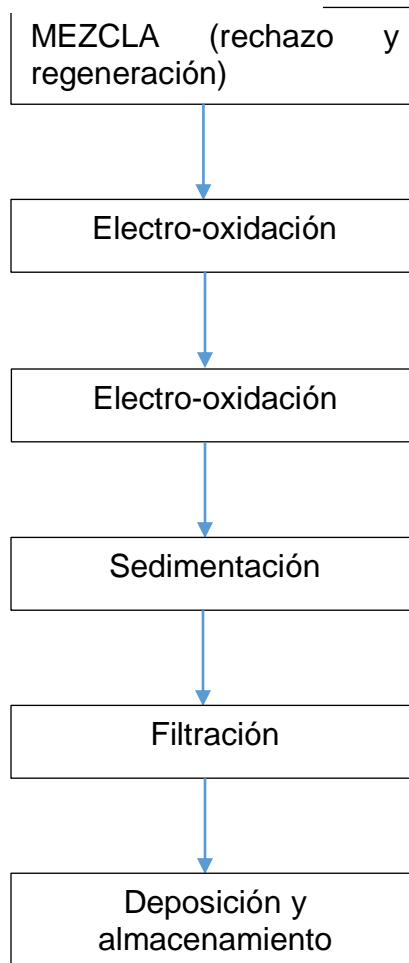 MEZCLA (rechazo y
regeneración)
Electro-oxidación
Electro-oxidación
Sedimentación
Filtración
Deposición y
almacenamiento